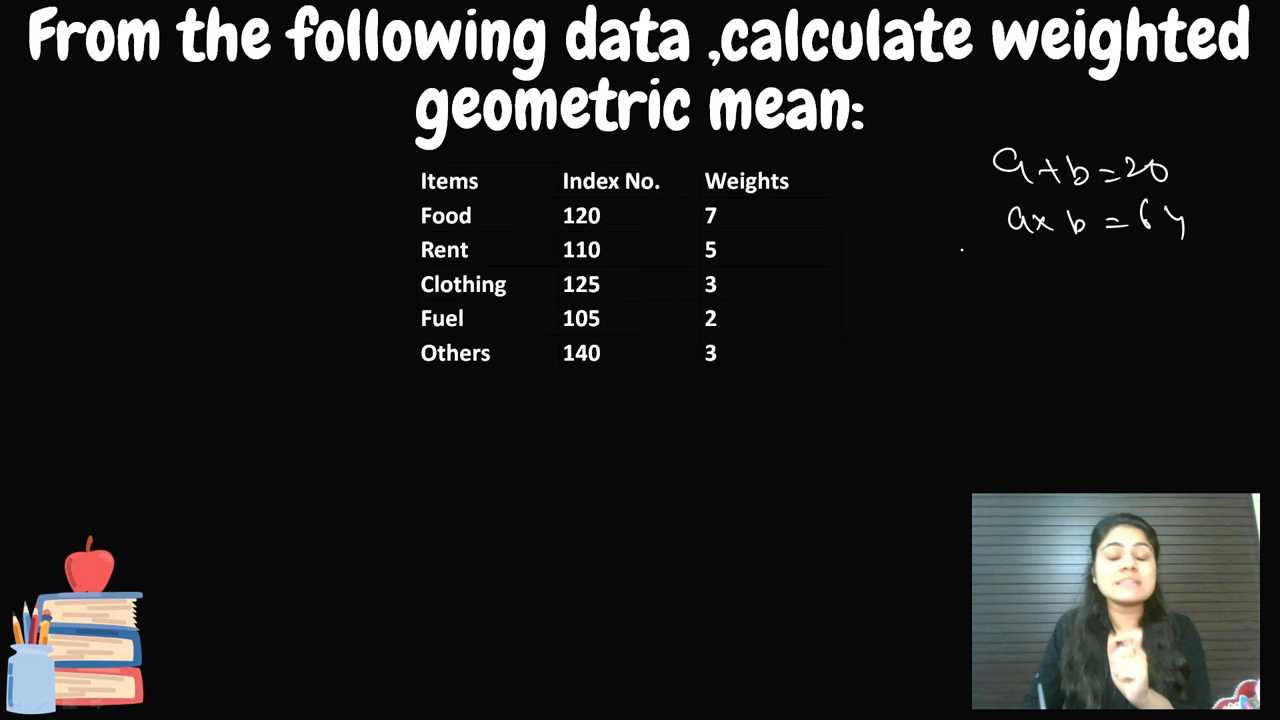 From the following data ,calculate weighted
geometric mean:
Items Index No. Weights
Food 120 7
Rent 110 5
Clothing 125 3
Fuel 105 2
Others 140 3
a+b=20
a×b=64